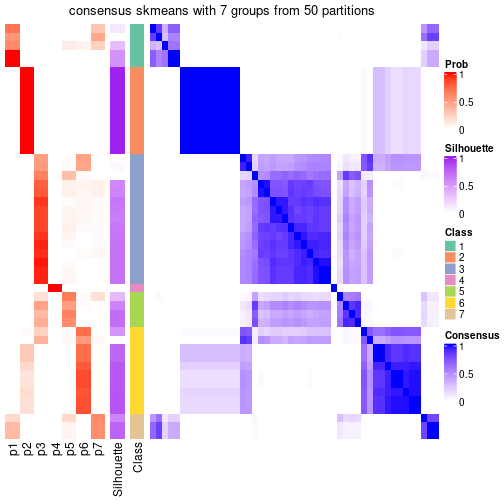 consensus skmeans with 7 groups from 50 partitions
Prob
1
0.5
0
Silhouette
1
0.5
0
Class
1
2
3
4
5
6
7
Consensus
1
0.5
0
p1
p2
p3
p4
p5
p6
p7
Silhouette
Class